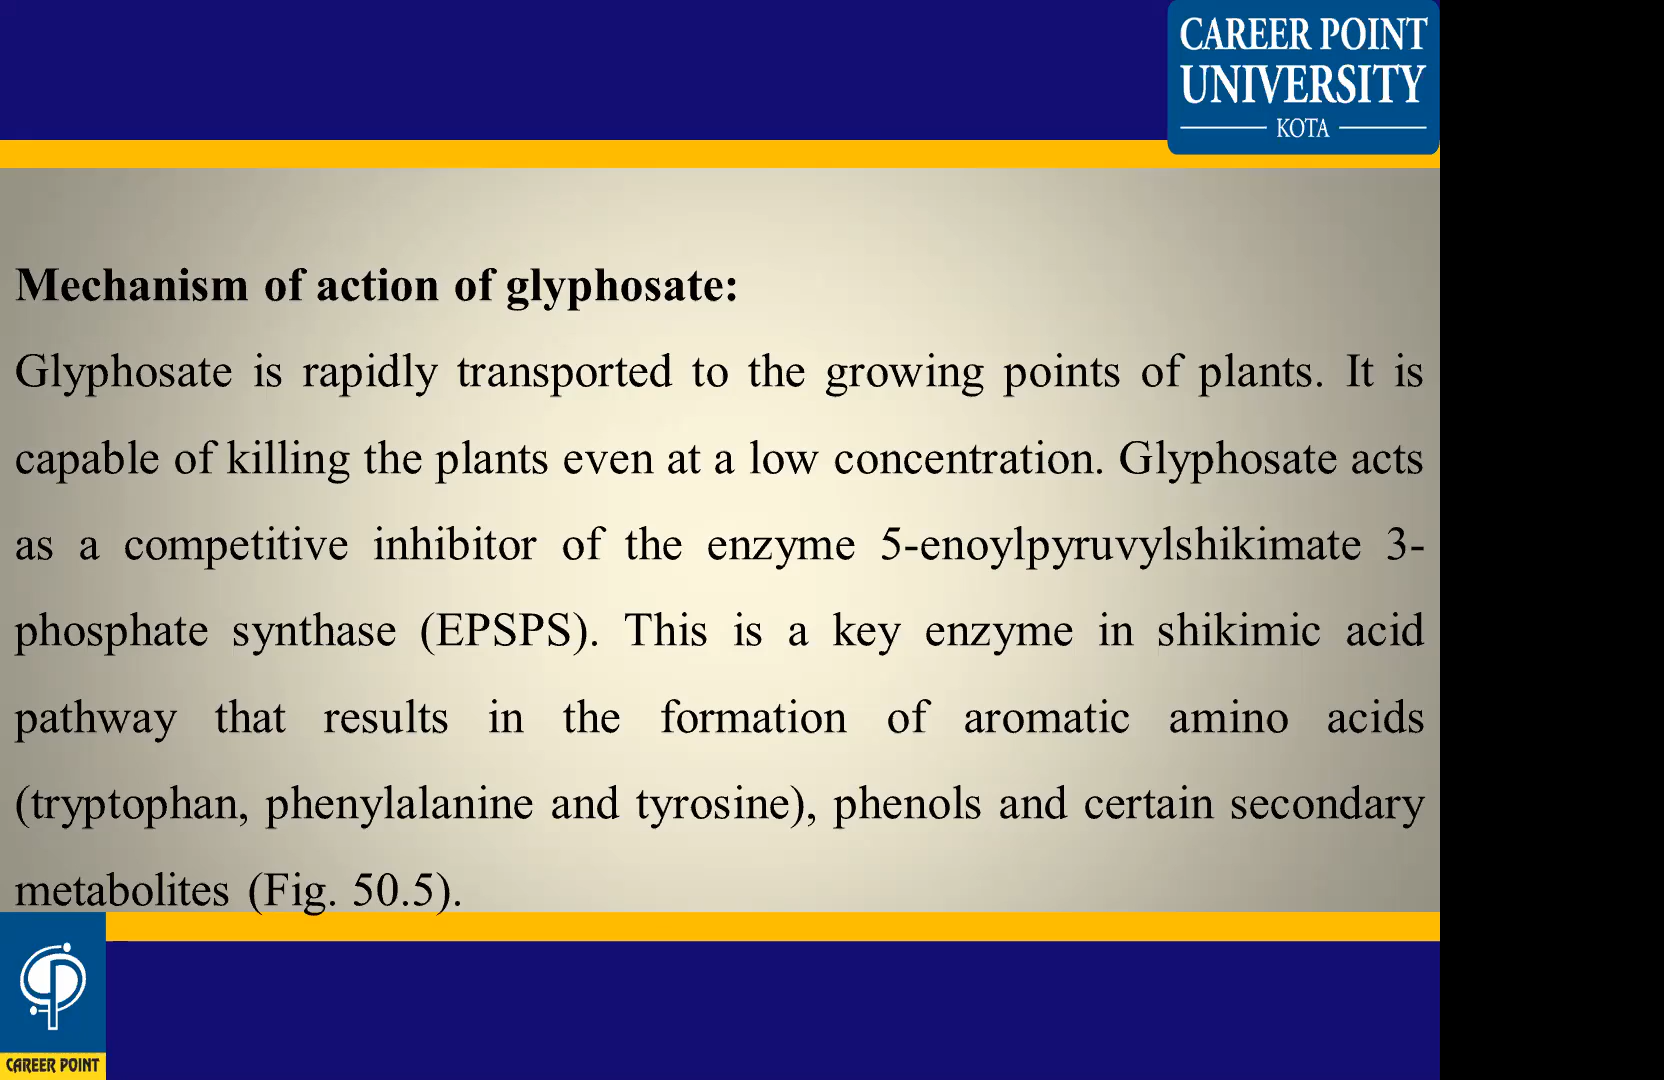 CAREER POINT
UNIVERSITY
KOTA
Mechanism of action of glyphosate:
Glyphosate is rapidly transported to the growing points of plants. It is
capable of killing the plants even at a low concentration. Glyphosate acts
as a competitive inhibitor of the enzyme 5-enoylpyruvylshikimate 3-
phosphate synthase (EPSPS). This is a key enzyme in shikimic acid
pathway that results in the formation of aromatic amino acids
(tryptophan, phenylalanine and tyrosine), phenols and certain secondary
metabolites (Fig. 50.5).
CAREER POINT